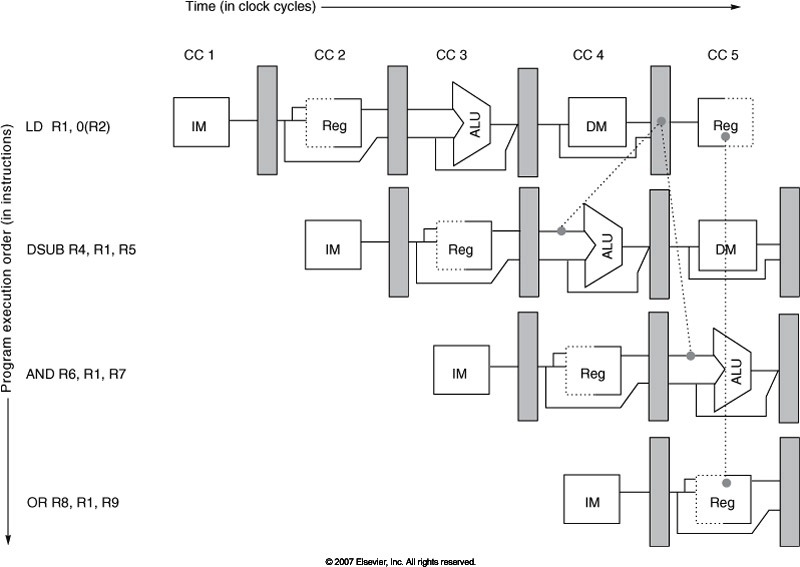 Time (in clock cycles)
CC 1 CC 2 CC 3 CC 4 CC 5
Program execution order (in instructions)
LD R1, 0(R2) IM Reg ALU DM Reg
DSUB R4, R1, R5 IM Reg ALU DM
AND R6, R1, R7 IM Reg ALU
OR R8, R1, R9 IM Reg
© 2007 Elsevier, Inc. All rights reserved.